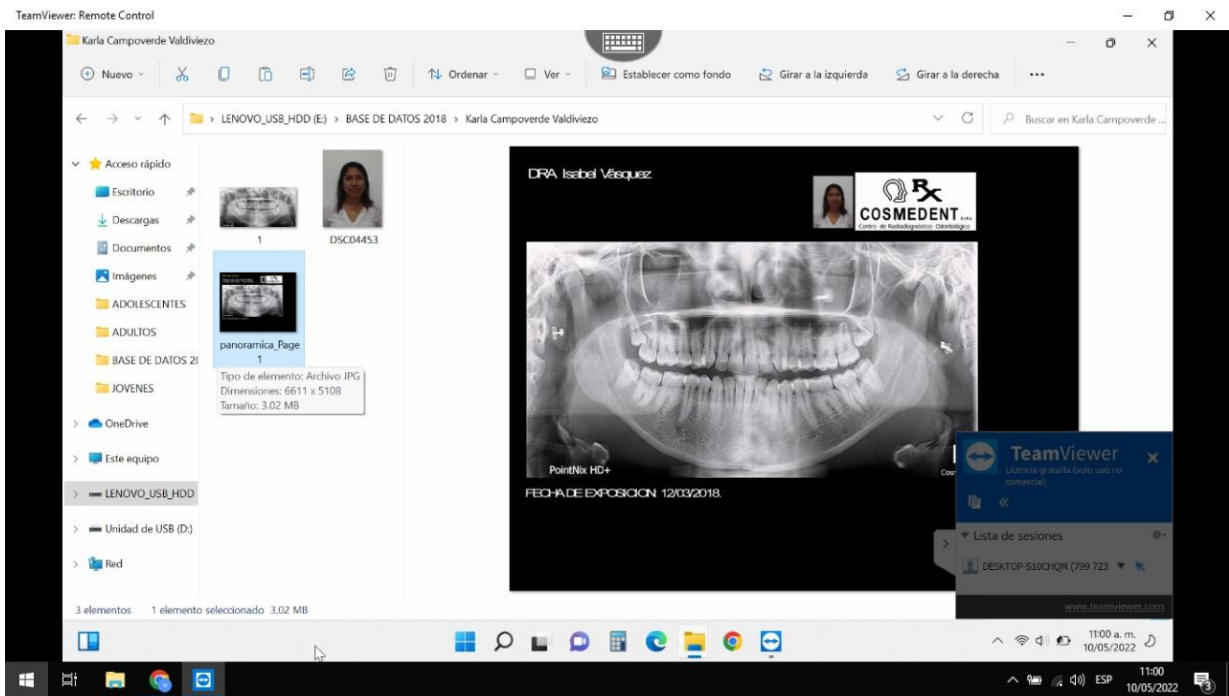 TeamViewer: Remote Control
Karla Campoverde Valdiviezo
Nuevo
Ordenar
Ver
Establecer como fondo
Girar a la izquierda
Girar a la derecha
LENOVO_USB_HDD (E:) > BASE DE DATOS 2018 > Karla Campoverde Valdiviezo
Buscar en Karla Campoverde ...
Acceso rápido
Escritorio
Descargas
Documentos
Imágenes
ADOLESCENTES
ADULTOS
BASE DE DATOS 20
JOVENES
OneDrive
Este equipo
LENOVO_USB_HDD
Unidad de USB (D:)
Red
1
DSC04453
panoramica_Page
1
Tipo de elemento: Archivo JPG
Dimensiones: 6611 x 5108
Tamaño: 3.02 MB
DRA Isabel Vásquez
Rx
COSMEDENT
Centro de Radiodiagnóstico Odontológico
PointNix HD+
Cos
FECHA DE EXPOSICION 12/03/2018.
TeamViewer
Licencia gratuita (solo uso no
comercial)
Lista de sesiones
DESKTOP-S10CHQM (799 723
www.teamviewer.com
3 elementos
1 elemento seleccionado 3.02 MB
11:00 a. m.
10/05/2022
ESP
11:00
10/05/2022
3